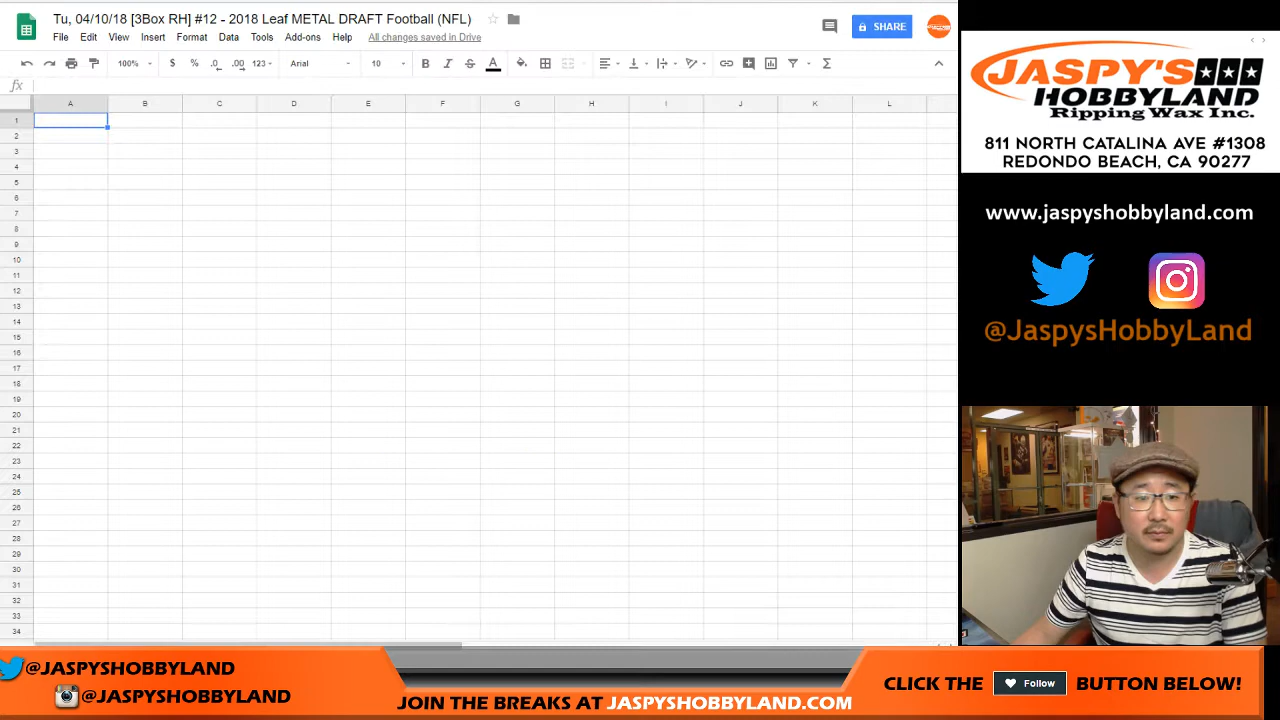 Tu, 04/10/18 [3Box RH] #12 - 2018 Leaf METAL DRAFT Football (NFL)
File Edit View Insert Format Data Tools Add-ons Help All changes saved in Drive
SHARE
100% $ % .0 .00 123 Arial 10 B I S A Σ
fx
A B C D E F G H I J K L
1
2
3
4
5
6
7
8
9
10
11
12
13
14
15
16
17
18
19
20
21
22
23
24
25
26
27
28
29
30
31
32
33
34
JASPY'S
HOBBYLAND
Ripping Wax Inc.
811 NORTH CATALINA AVE #1308
REDONDO BEACH, CA 90277
www.jaspyshobbyland.com
@JaspysHobbyLand
@JASPYSHOBBYLAND
@JASPYSHOBBYLAND
JOIN THE BREAKS AT JASPYSHOBBYLAND.COM
CLICK THE Follow BUTTON BELOW!